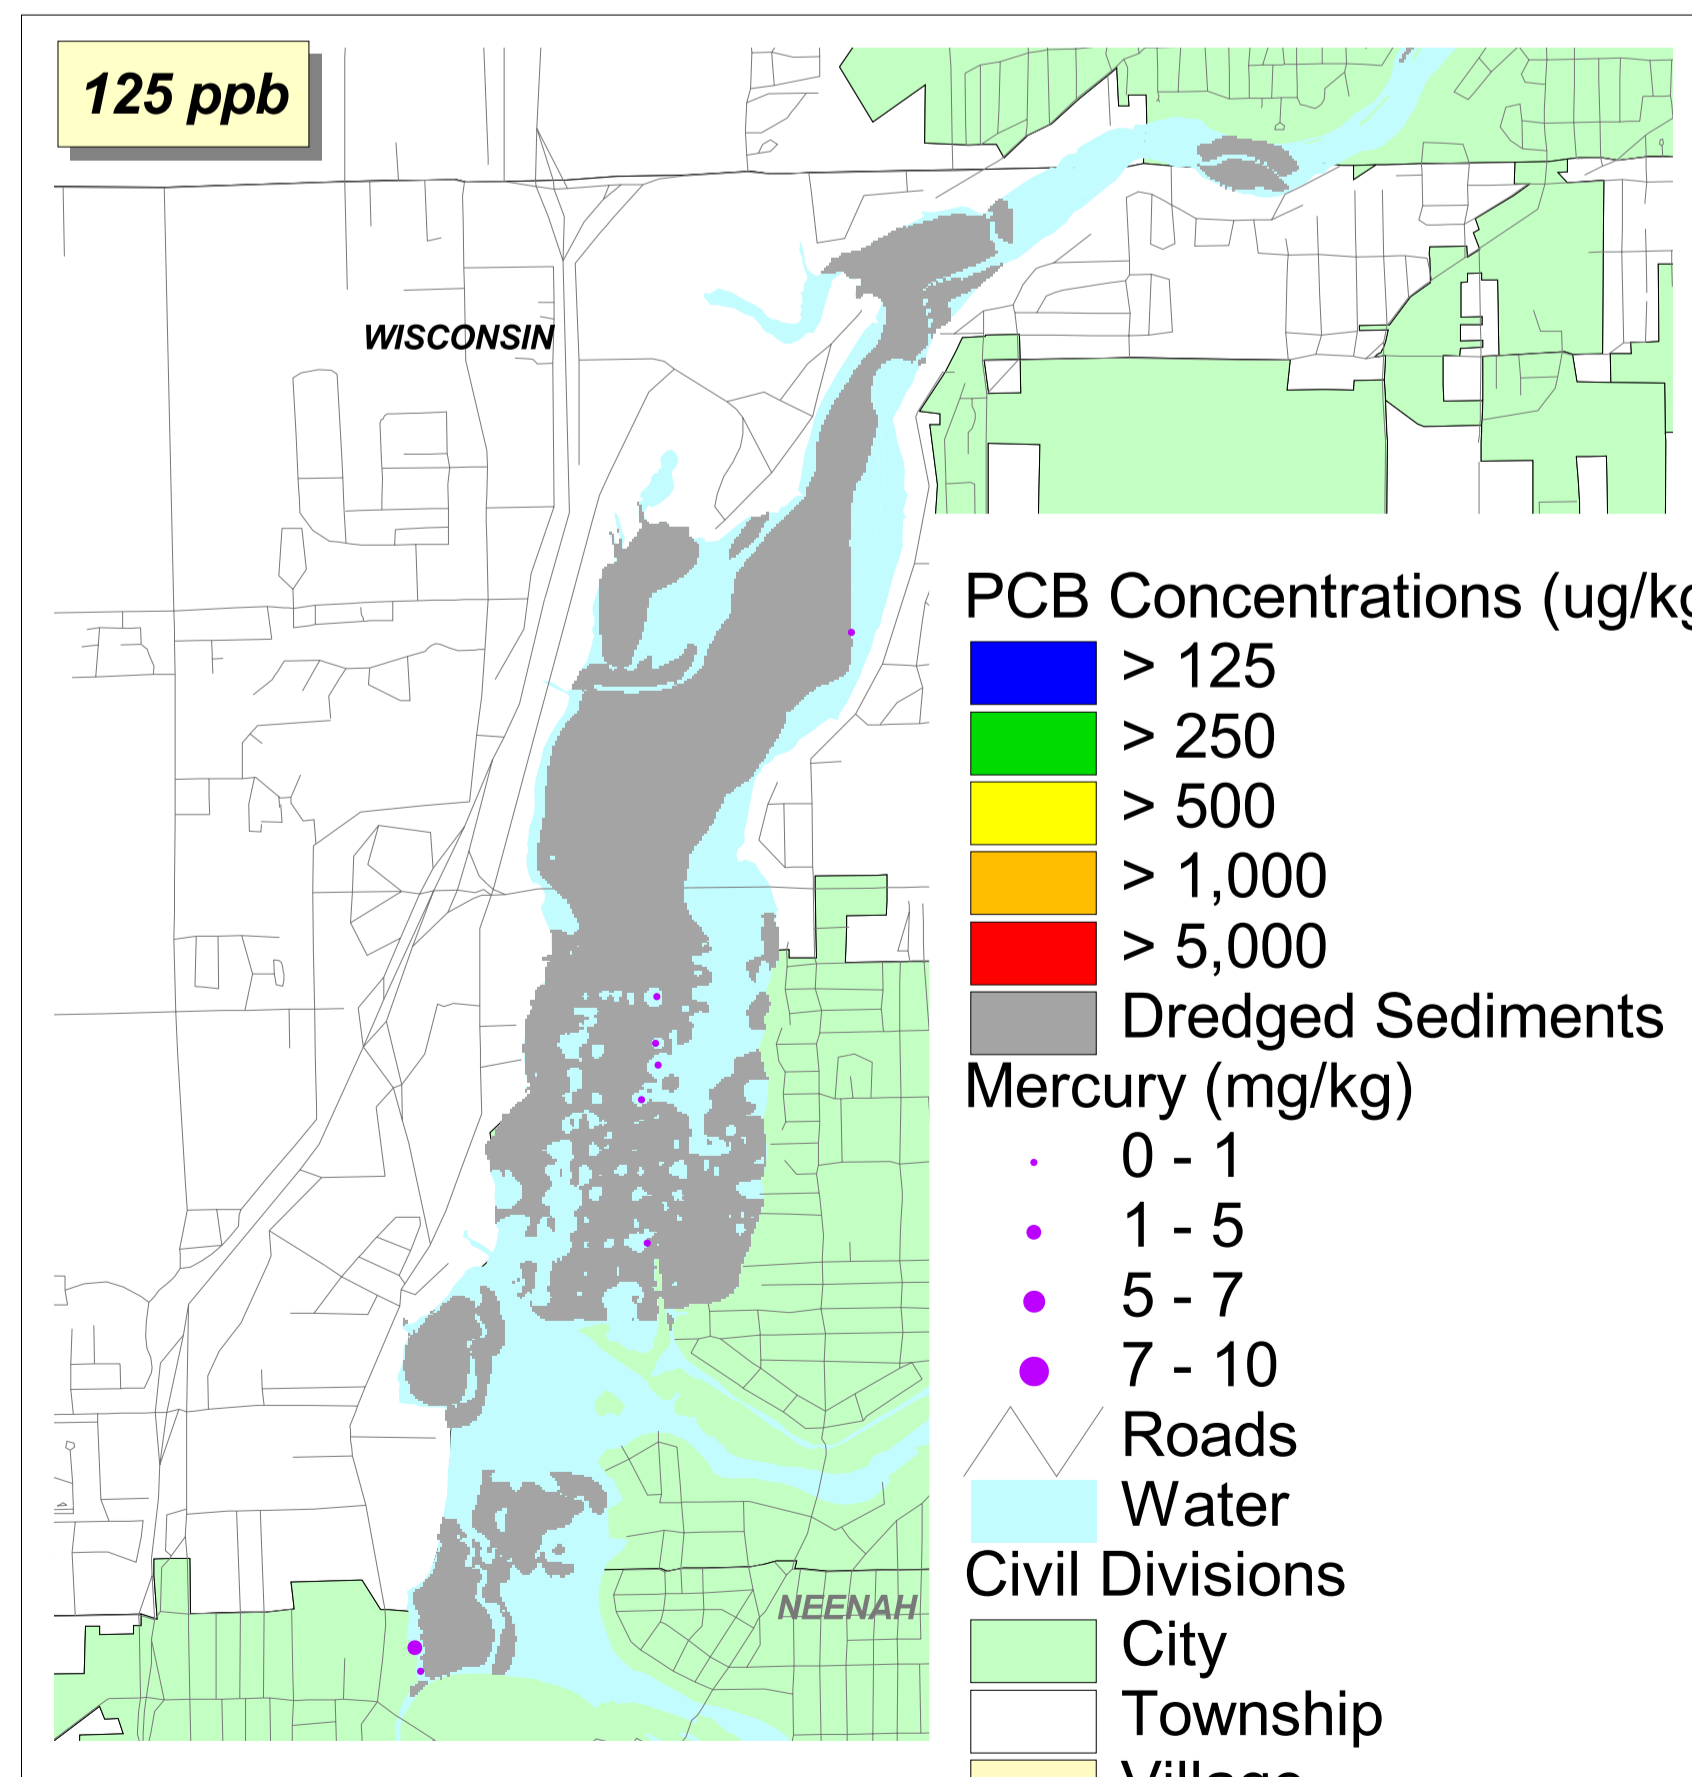 125 ppb
WISCONSIN
PCB Concentrations (ug/kg
> 125
> 250
> 500
> 1,000
> 5,000
Dredged Sediments
Mercury (mg/kg)
0 - 1
1 - 5
5 - 7
7 - 10
Roads
Water
Civil Divisions
NEENAH
City
Township
Village